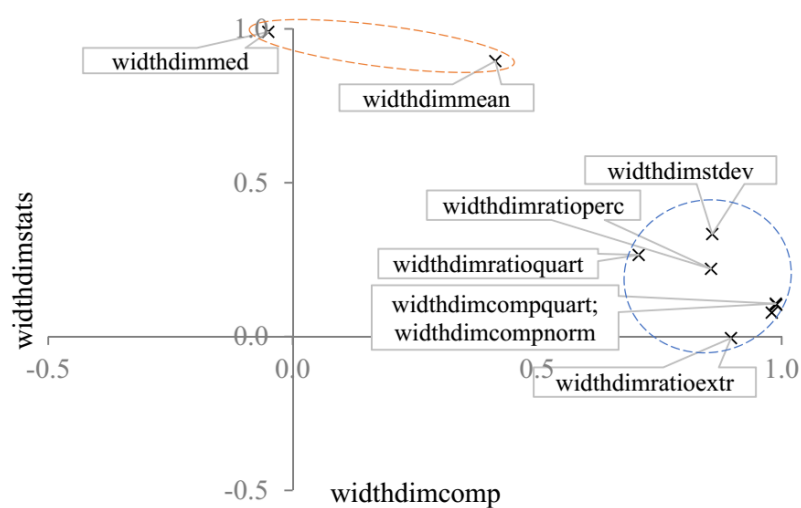 1.0
widthdimmed
widthdimmean
0.5
widthdimstdev
widthdimratioperc
widthdimratioquart
widthdimcompquart;
widthdimcompnorm
widthdimstats
0.0
-0.5
0.0
0.5
1.0
widthdimratioextr
-0.5
widthdimcomp